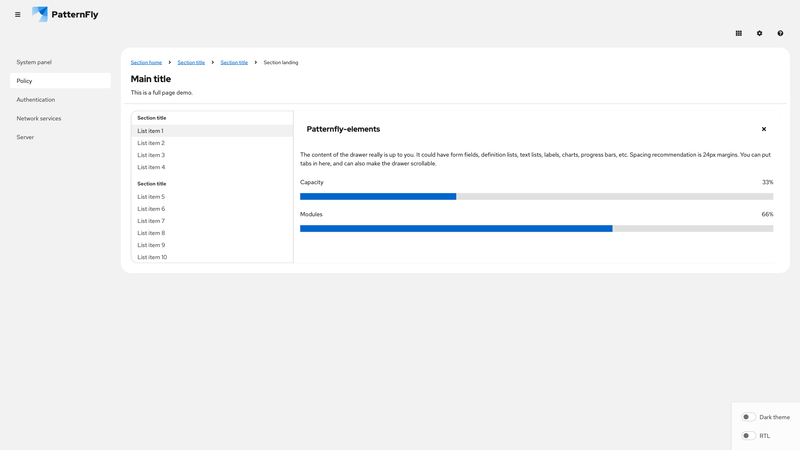 PatternFly
System panel
Policy
Authentication
Network services
Server
Section home
Section title
Section title
Section landing
Main title
This is a full page demo.
Section title
List item 1
List item 2
List item 3
List item 4
Section title
List item 5
List item 6
List item 7
List item 8
List item 9
List item 10
Patternfly-elements
The content of the drawer really is up to you. It could have form fields, definition lists, text lists, labels, charts, progress bars, etc. Spacing recommendation is 24px margins. You can put
tabs in here, and can also make the drawer scrollable.
Capacity 33%
Modules 66%
Dark theme
RTL